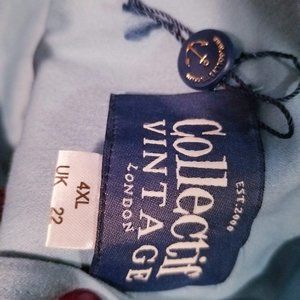 Collectif
VINTAGE
LONDON
EST. 2000
4XL
UK 22